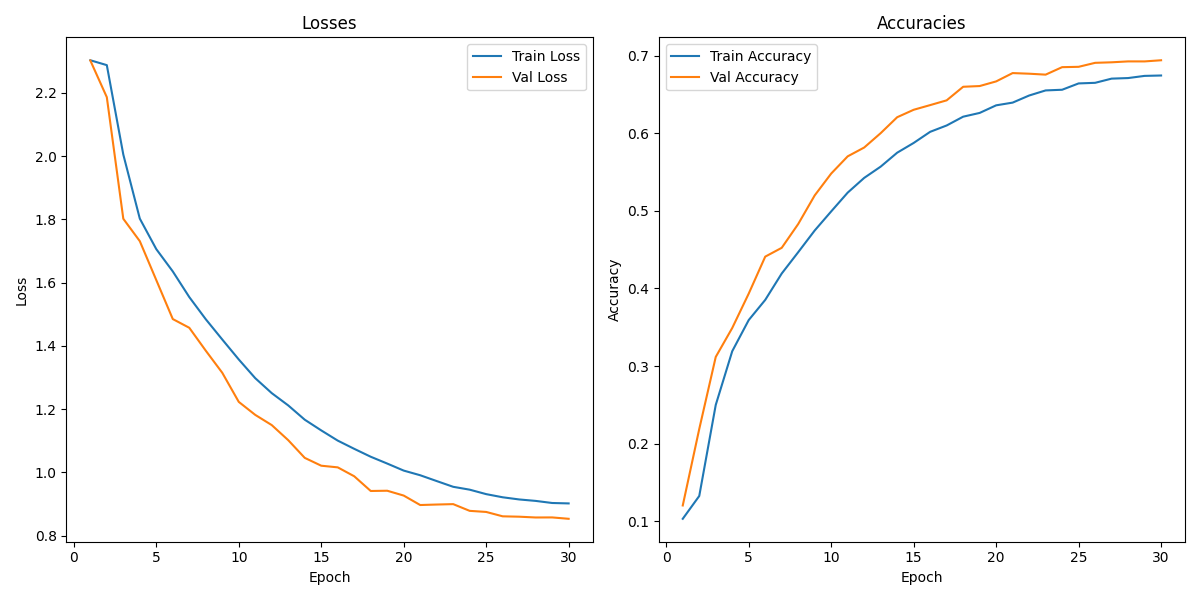 Losses
Train Loss
Val Loss
2.2
2.0
1.8
1.6
1.4
1.2
1.0
0.8
Loss
0 5 10 15 20 25 30
Epoch
Accuracies
Train Accuracy
Val Accuracy
0.7
0.6
0.5
0.4
0.3
0.2
0.1
Accuracy
0 5 10 15 20 25 30
Epoch